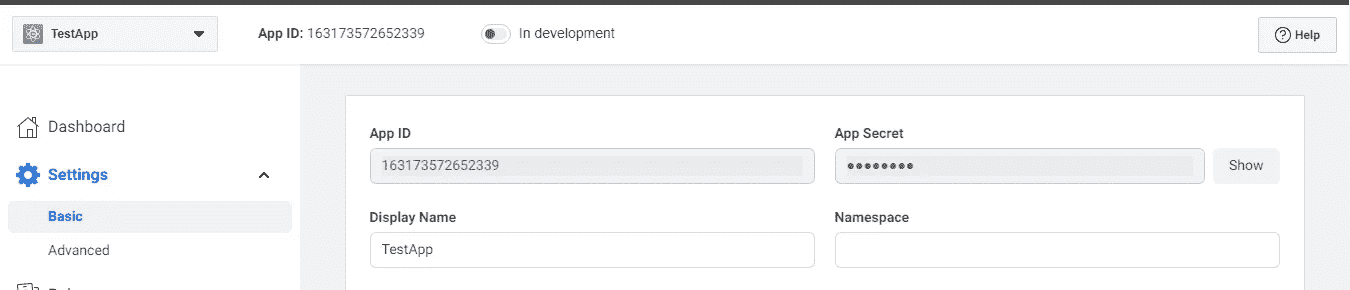 TestApp App ID: 163173572652339 In development Help
Dashboard
Settings
Basic
Advanced
App ID App Secret
163173572652339 ●●●●●●●● Show
Display Name Namespace
TestApp